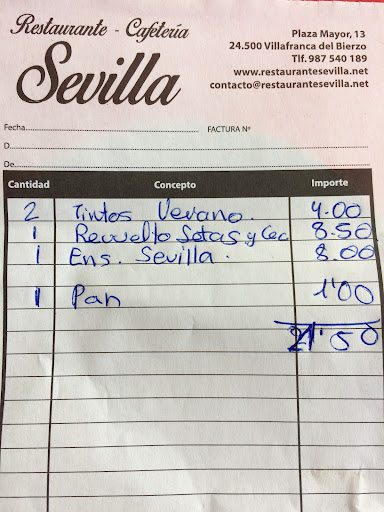 Restaurante - Cafetería
Sevilla
Plaza Mayor, 13
24.500 Villafranca del Bierzo
Tlf. 987 540 189
www.restaurantesevilla.net
contacto@restaurantesevilla.net
Fecha FACTURA Nº
D.
De
Cantidad Concepto Importe
2 Tintos Verano. 4.00
1 Revuelto Setas y Cec 8.50
1 Ens. Sevilla. 8.00
1 Pan 1'00
21'50